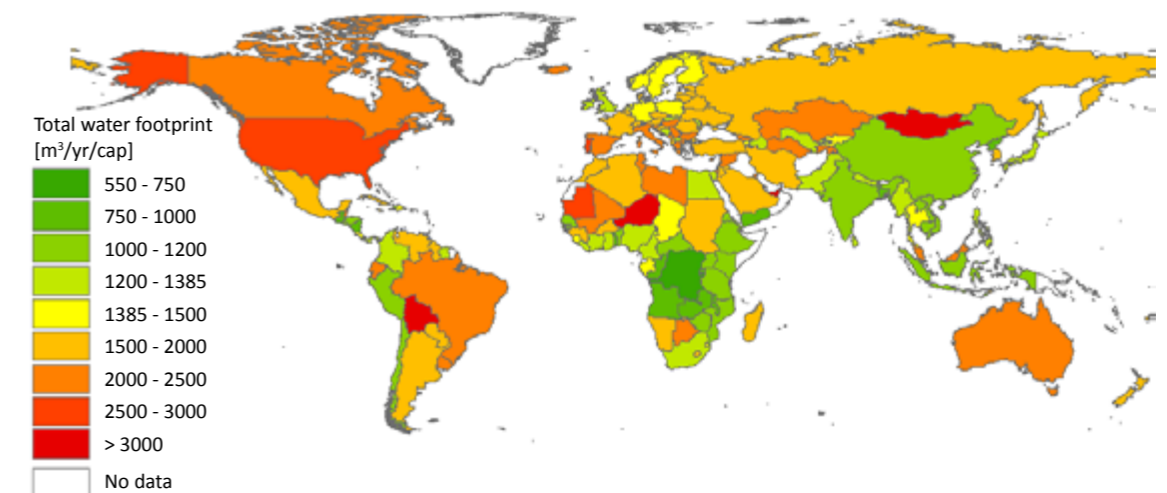 Total water footprint
[m³/yr/cap]
550 - 750
750 - 1000
1000 - 1200
1200 - 1385
1385 - 1500
1500 - 2000
2000 - 2500
2500 - 3000
> 3000
No data